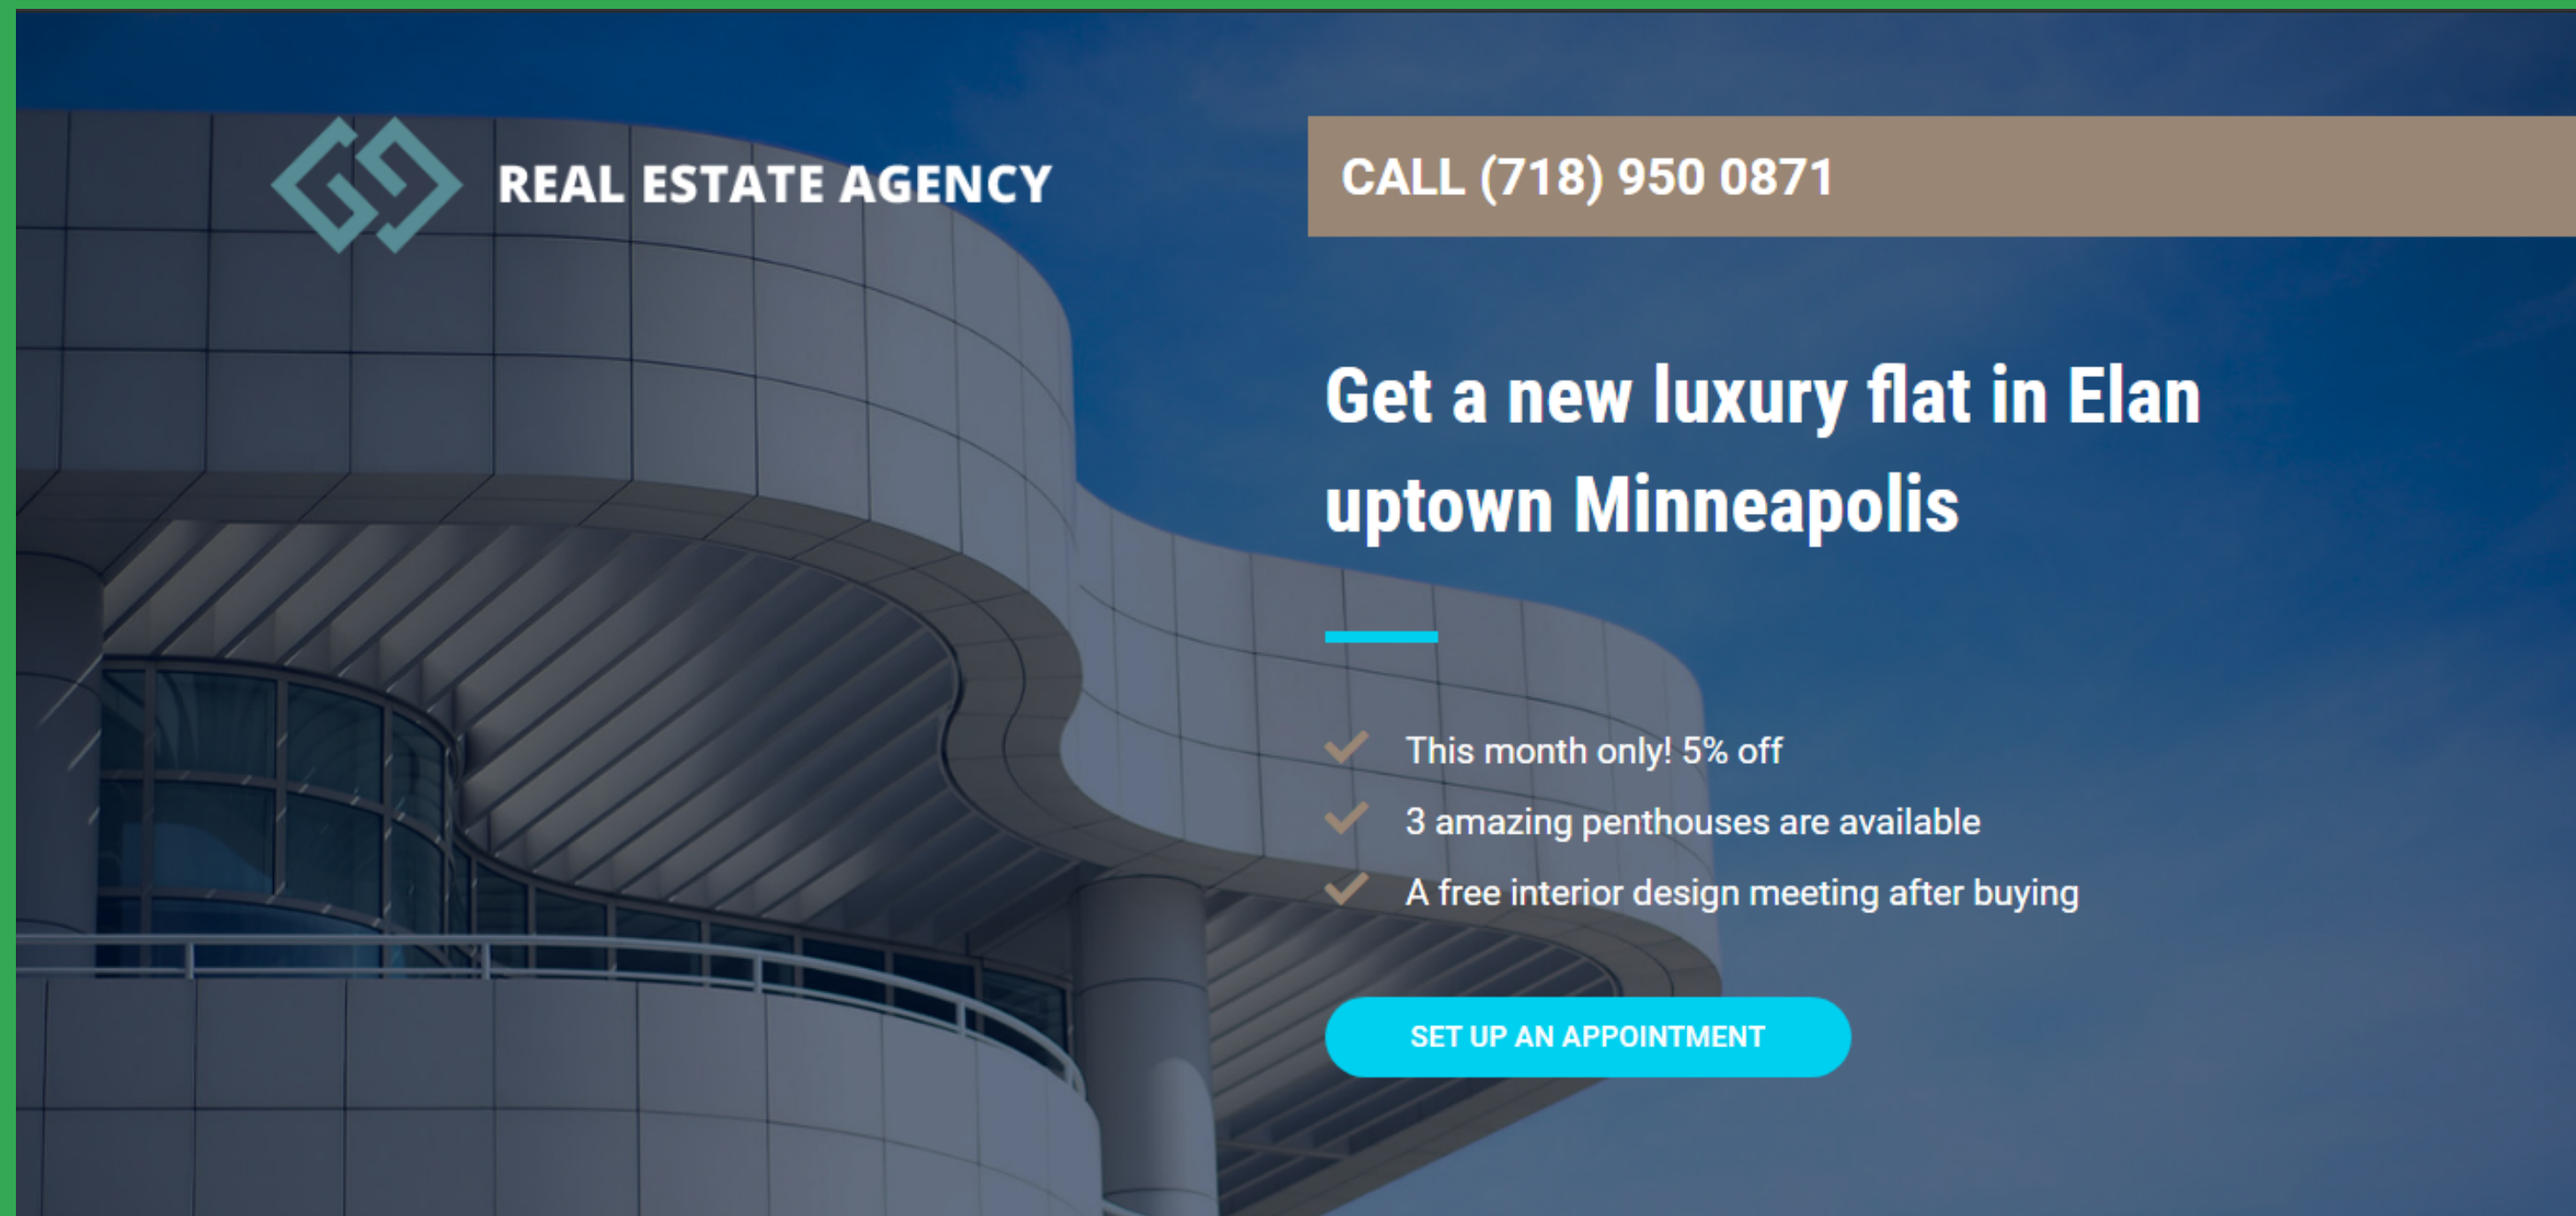 REAL ESTATE AGENCY
CALL (718) 950 0871
Get a new luxury flat in Elan
uptown Minneapolis
This month only! 5% off
3 amazing penthouses are available
A free interior design meeting after buying
SET UP AN APPOINTMENT